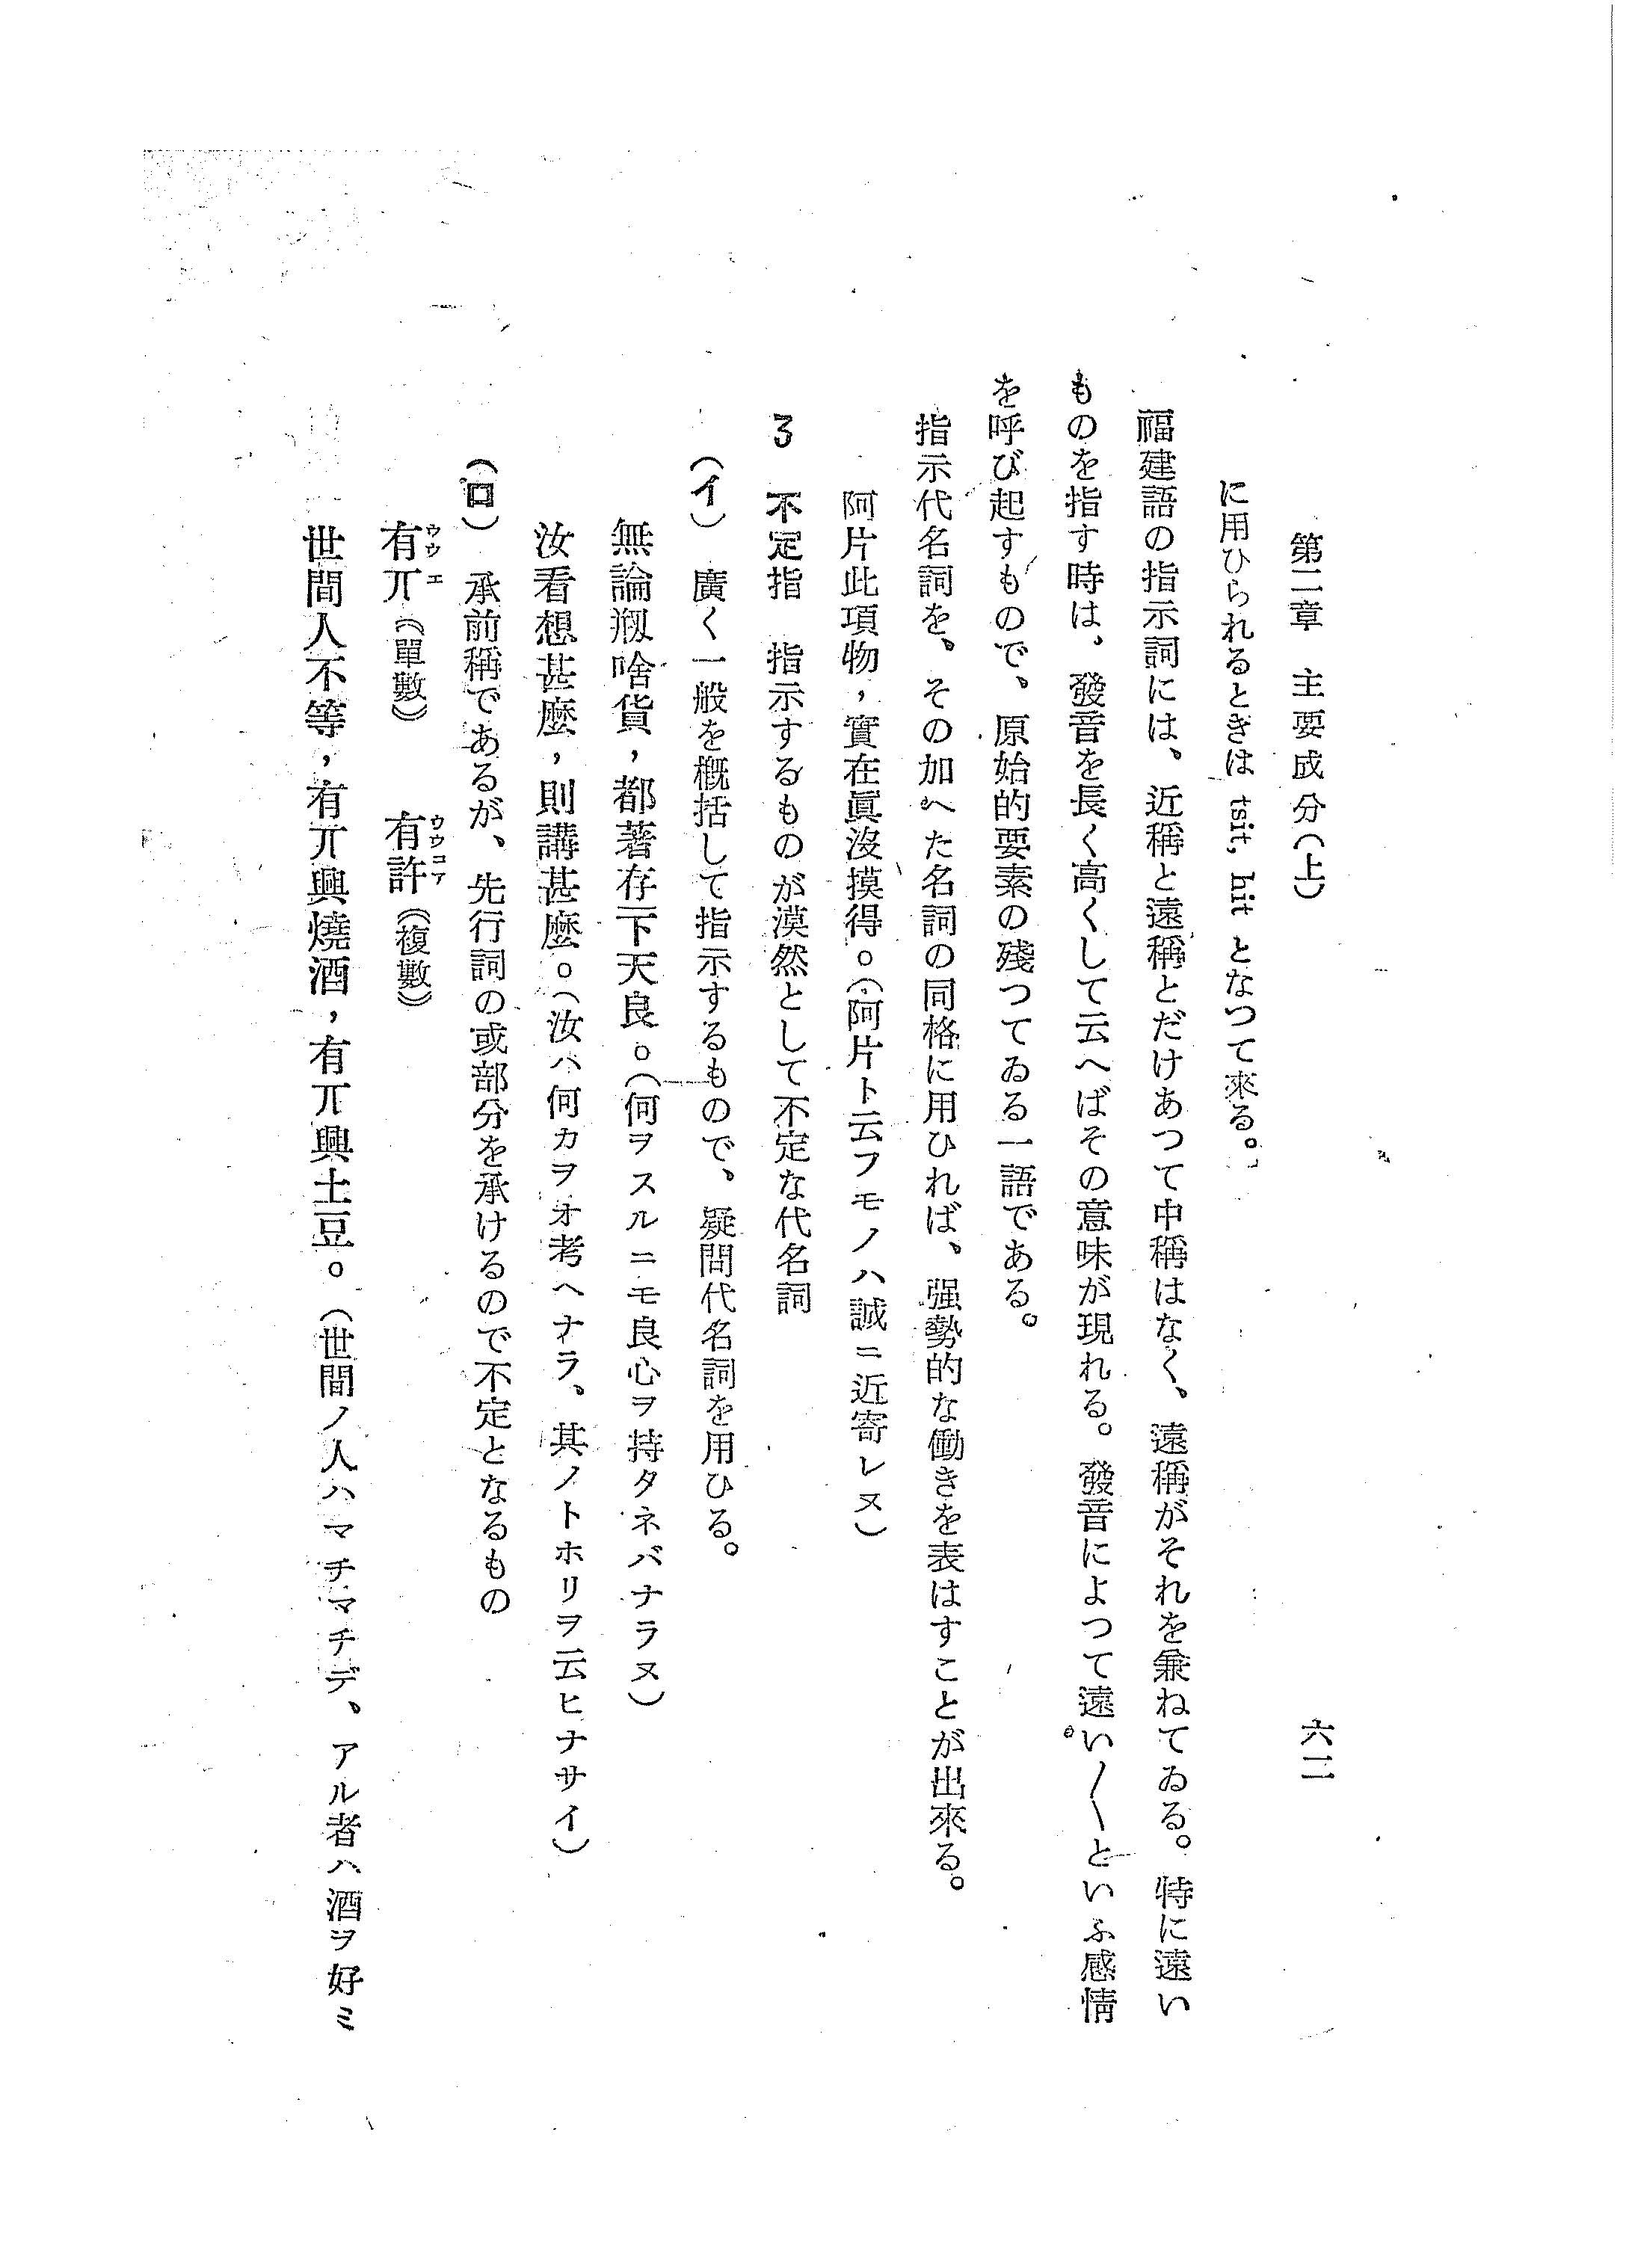 第二章　主要成分（上）
六二
に用ひられるときは tsit, hit となつて來る。
福建語の指示詞には、近稱と遠稱とだけあつて中稱はなく、遠稱がそれを兼ねてゐる。特に遠い
ものを指す時は、發音を長く高くして云へばその意味が現れる。發音によつて遠い〳〵といふ感情
を呼び起すもので、原始的要素の殘つてゐる一語である。
指示代名詞を、その加へた名詞の同格に用ひれば、强勢的な働きを表はすことが出來る。
阿片此項物，實在眞沒摸得。（阿片ト云フモノハ誠ニ近寄レヌ）
3　不定指　指示するものが漠然として不定な代名詞
（イ）　廣く一般を概括して指示するもので、疑問代名詞を用ひる。
無論啥貨，都著存下天良。（何ヲスルニモ良心ヲ持タネバナラヌ）
汝看想甚麼，則講甚麼。（汝ハ何カヲオ考ヘナラ、其ノトホリヲ云ヒナサイ）
（ロ）　承前稱であるが、先行詞の或部分を承けるので不定となるもの
有丌《單數》　有許《複數》
ウウエ　ウウコア
世間人不等，有丌興燒酒，有丌興土豆。（世間ノ人ハマチマチデ、アル者ハ酒ヲ好ミ